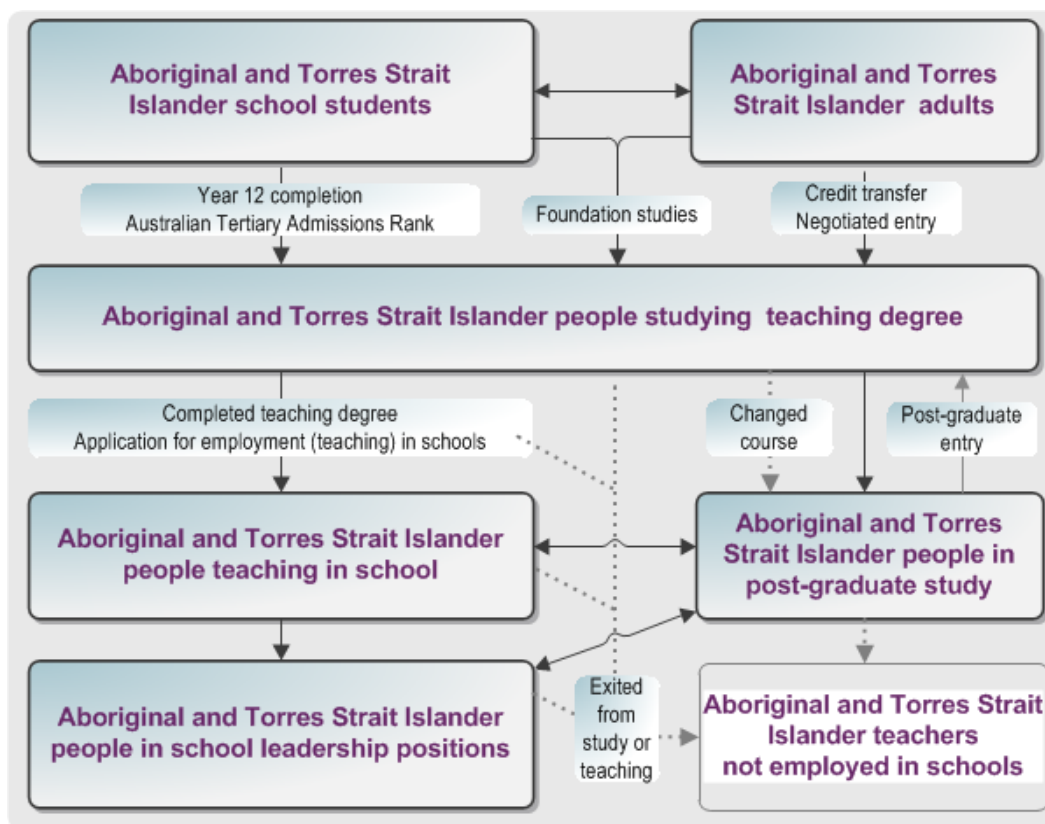 Aboriginal and Torres Strait
Islander school students
Aboriginal and Torres
Strait Islander adults
Year 12 completion
Australian Tertiary Admissions Rank
Foundation studies
Credit transfer
Negotiated entry
Aboriginal and Torres Strait Islander people studying teaching degree
Completed teaching degree
Application for employment (teaching) in schools
Changed
course
Post-graduate
entry
Aboriginal and Torres Strait Islander
people teaching in school
Aboriginal and Torres
Strait Islander people in
post-graduate study
Aboriginal and Torres Strait Islander
people in school leadership positions
Exited
from
study or
teaching
Aboriginal and Torres Strait
Islander teachers
not employed in schools